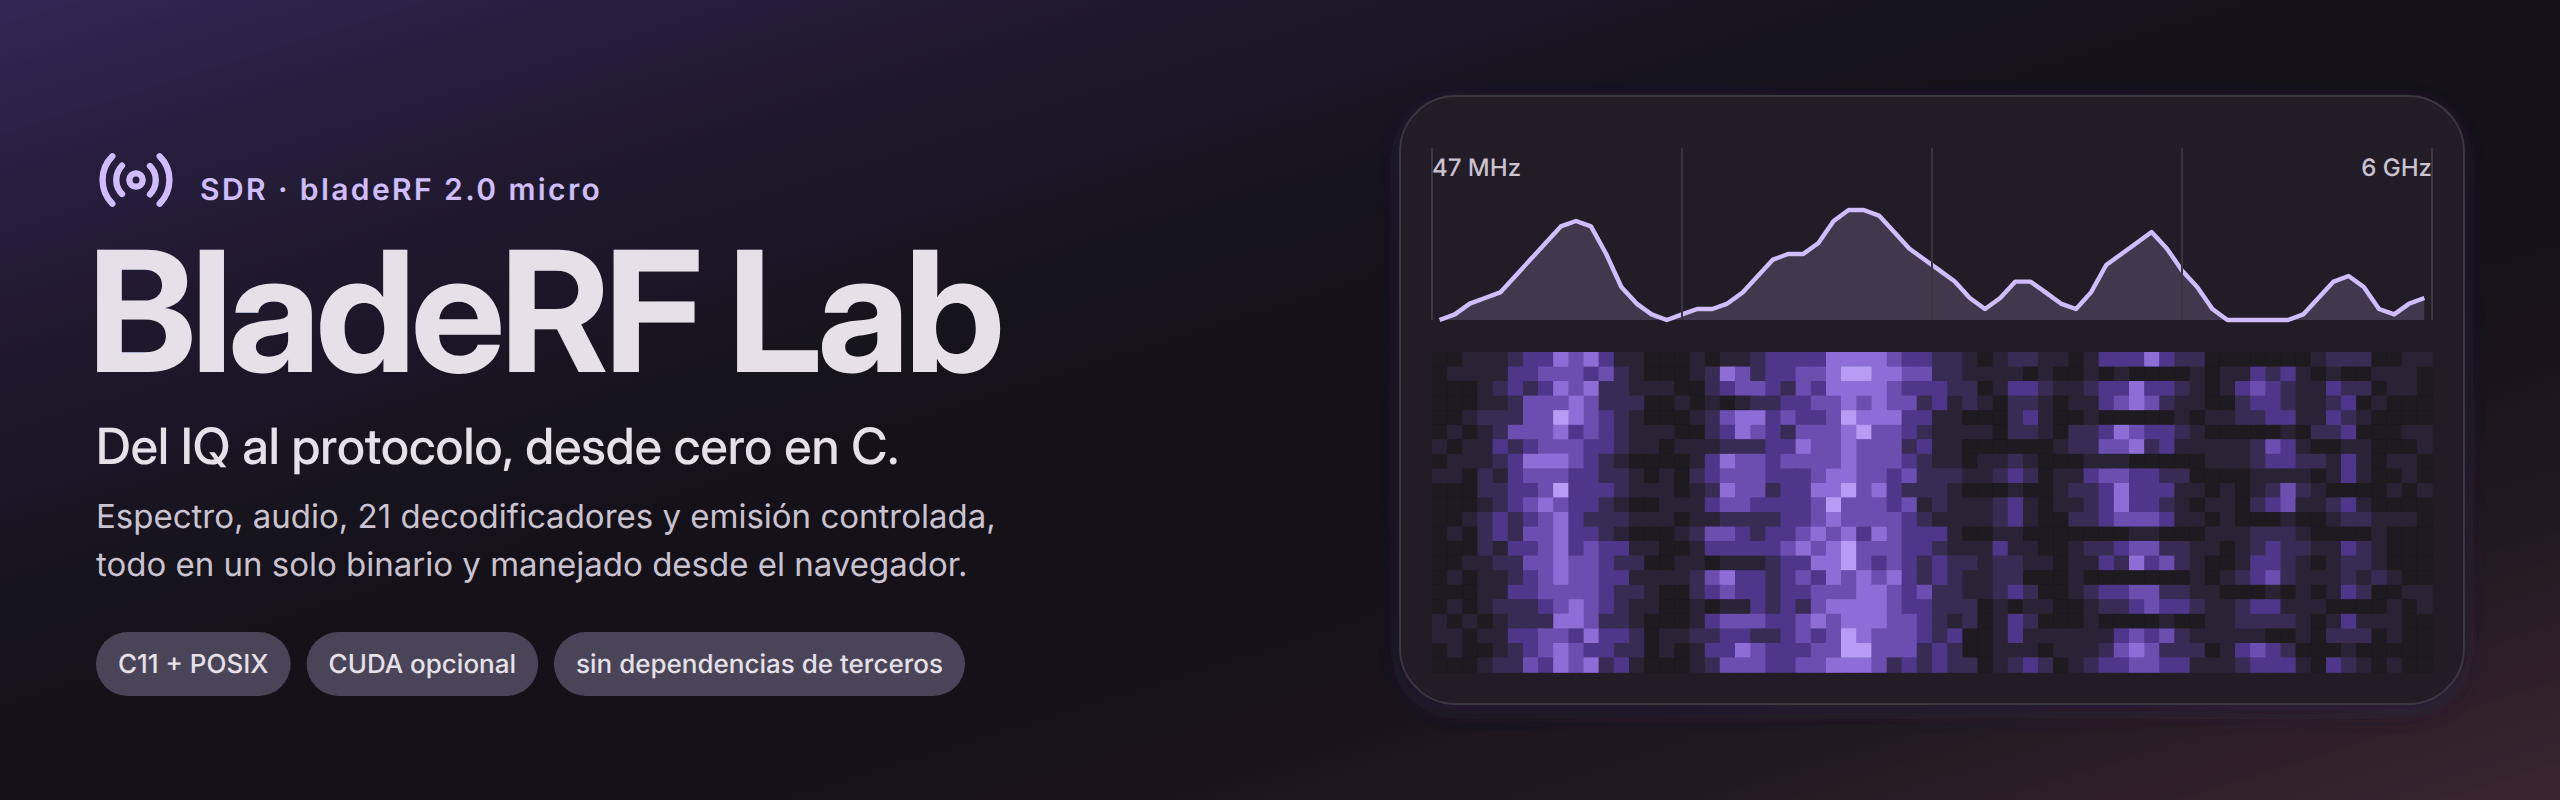 SDR · bladeRF 2.0 micro
BladeRF Lab
Del IQ al protocolo, desde cero en C.
Espectro, audio, 21 decodificadores y emisión controlada,
todo en un solo binario y manejado desde el navegador.
C11 + POSIX
CUDA opcional
sin dependencias de terceros
47 MHz
6 GHz